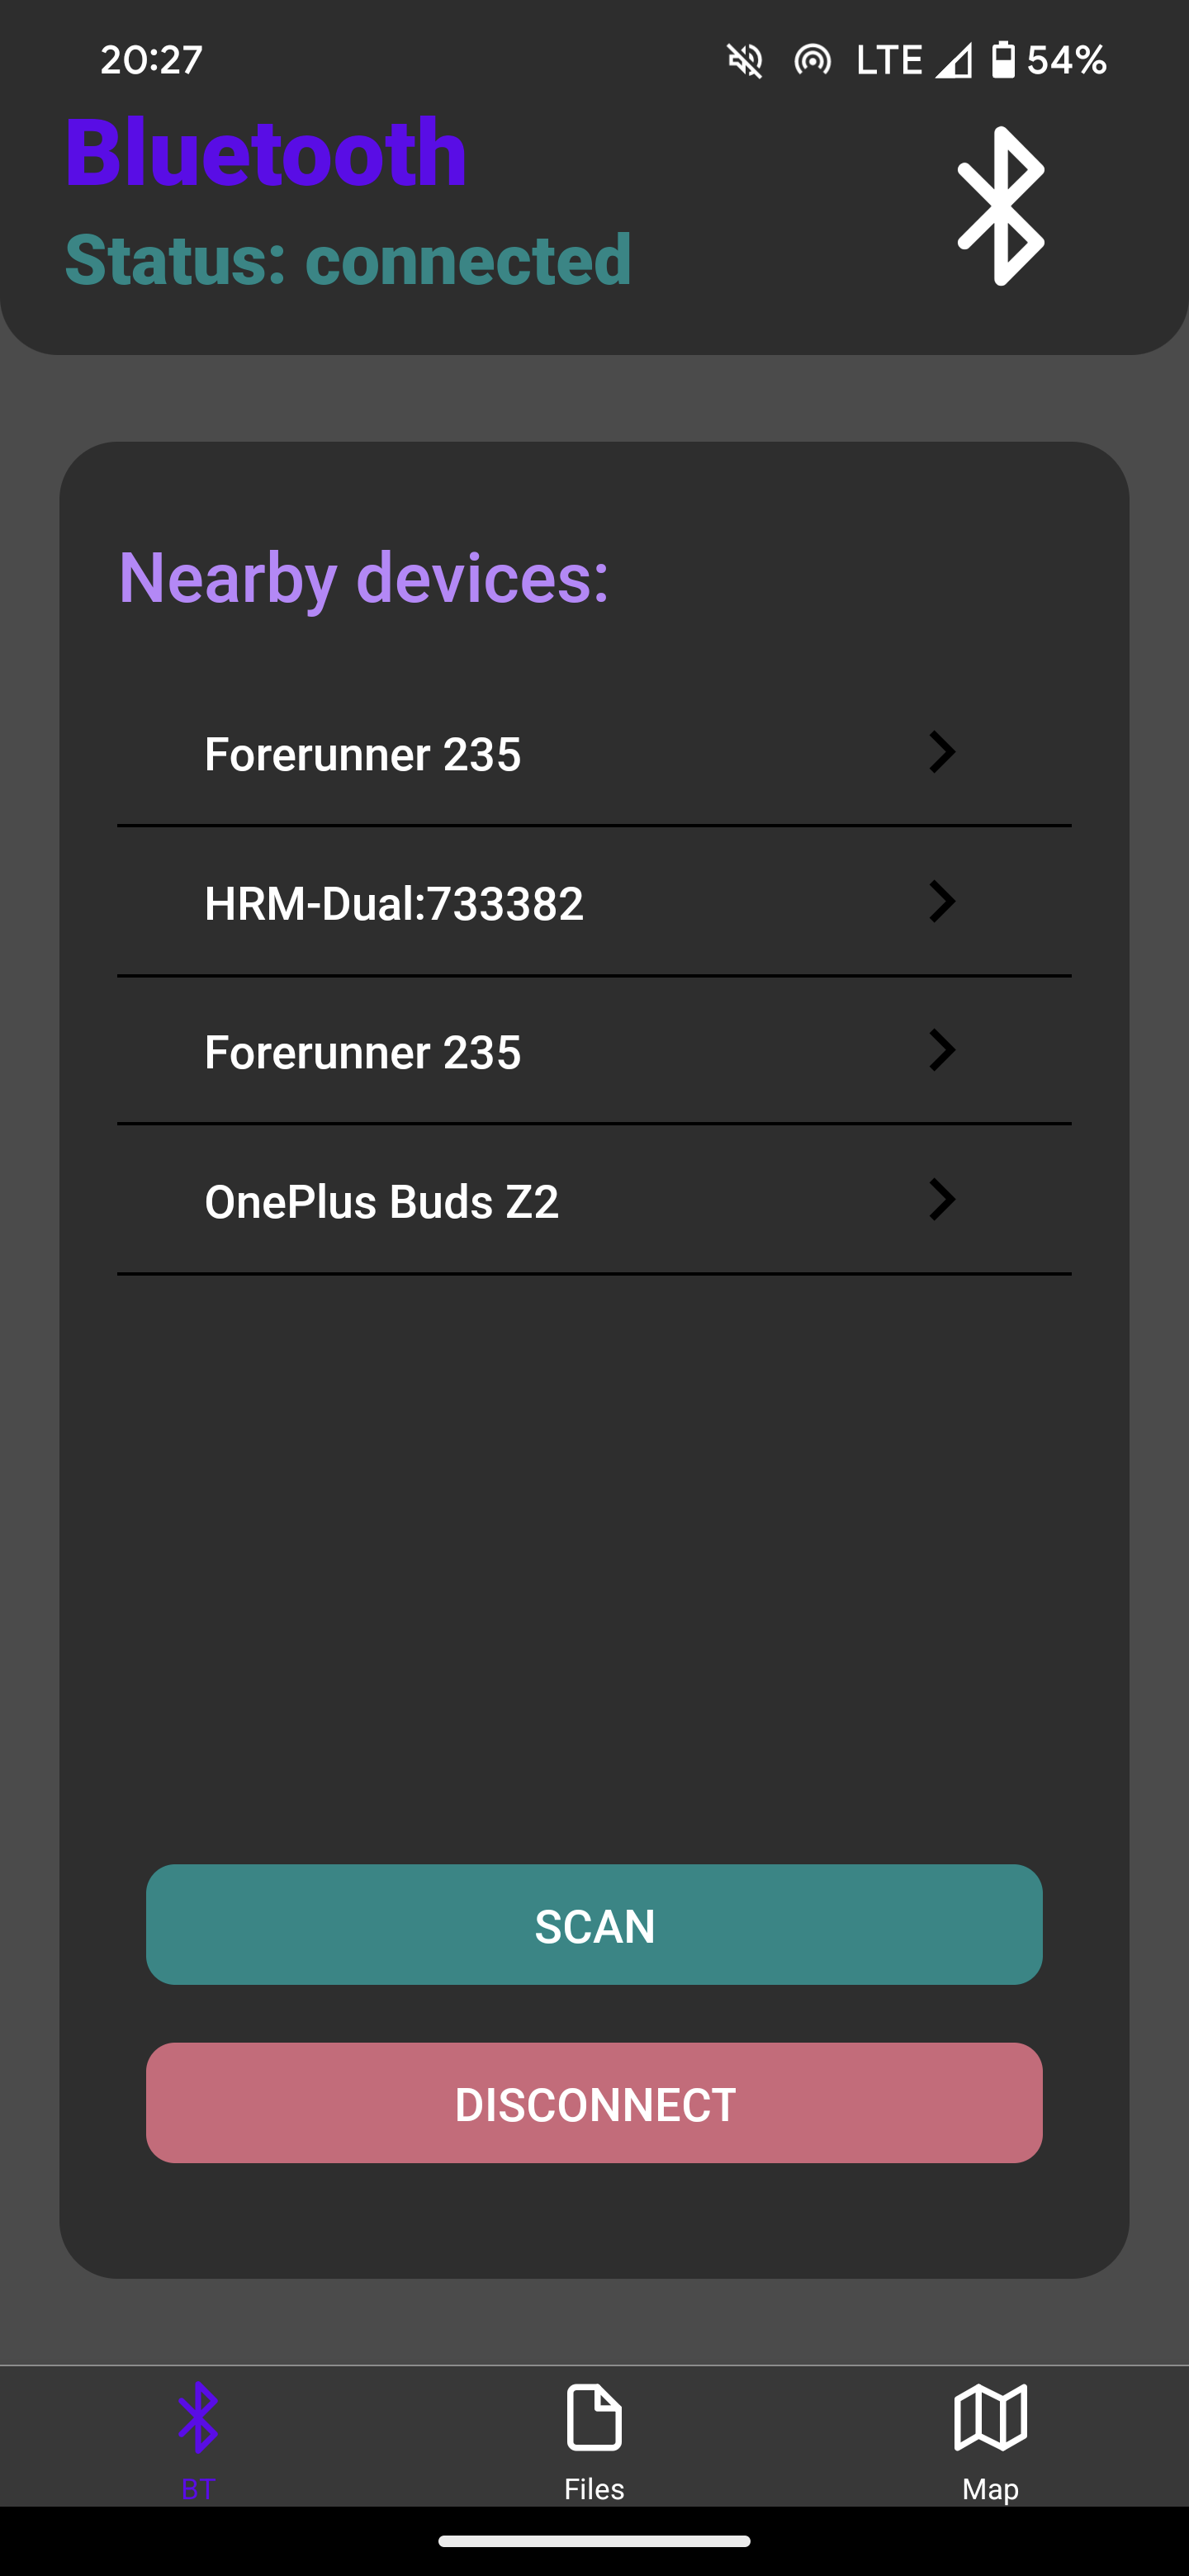 20:27 LTE 54%
Bluetooth
Status: connected
Nearby devices:
Forerunner 235
HRM-Dual:733382
Forerunner 235
OnePlus Buds Z2
SCAN
DISCONNECT
BT Files Map